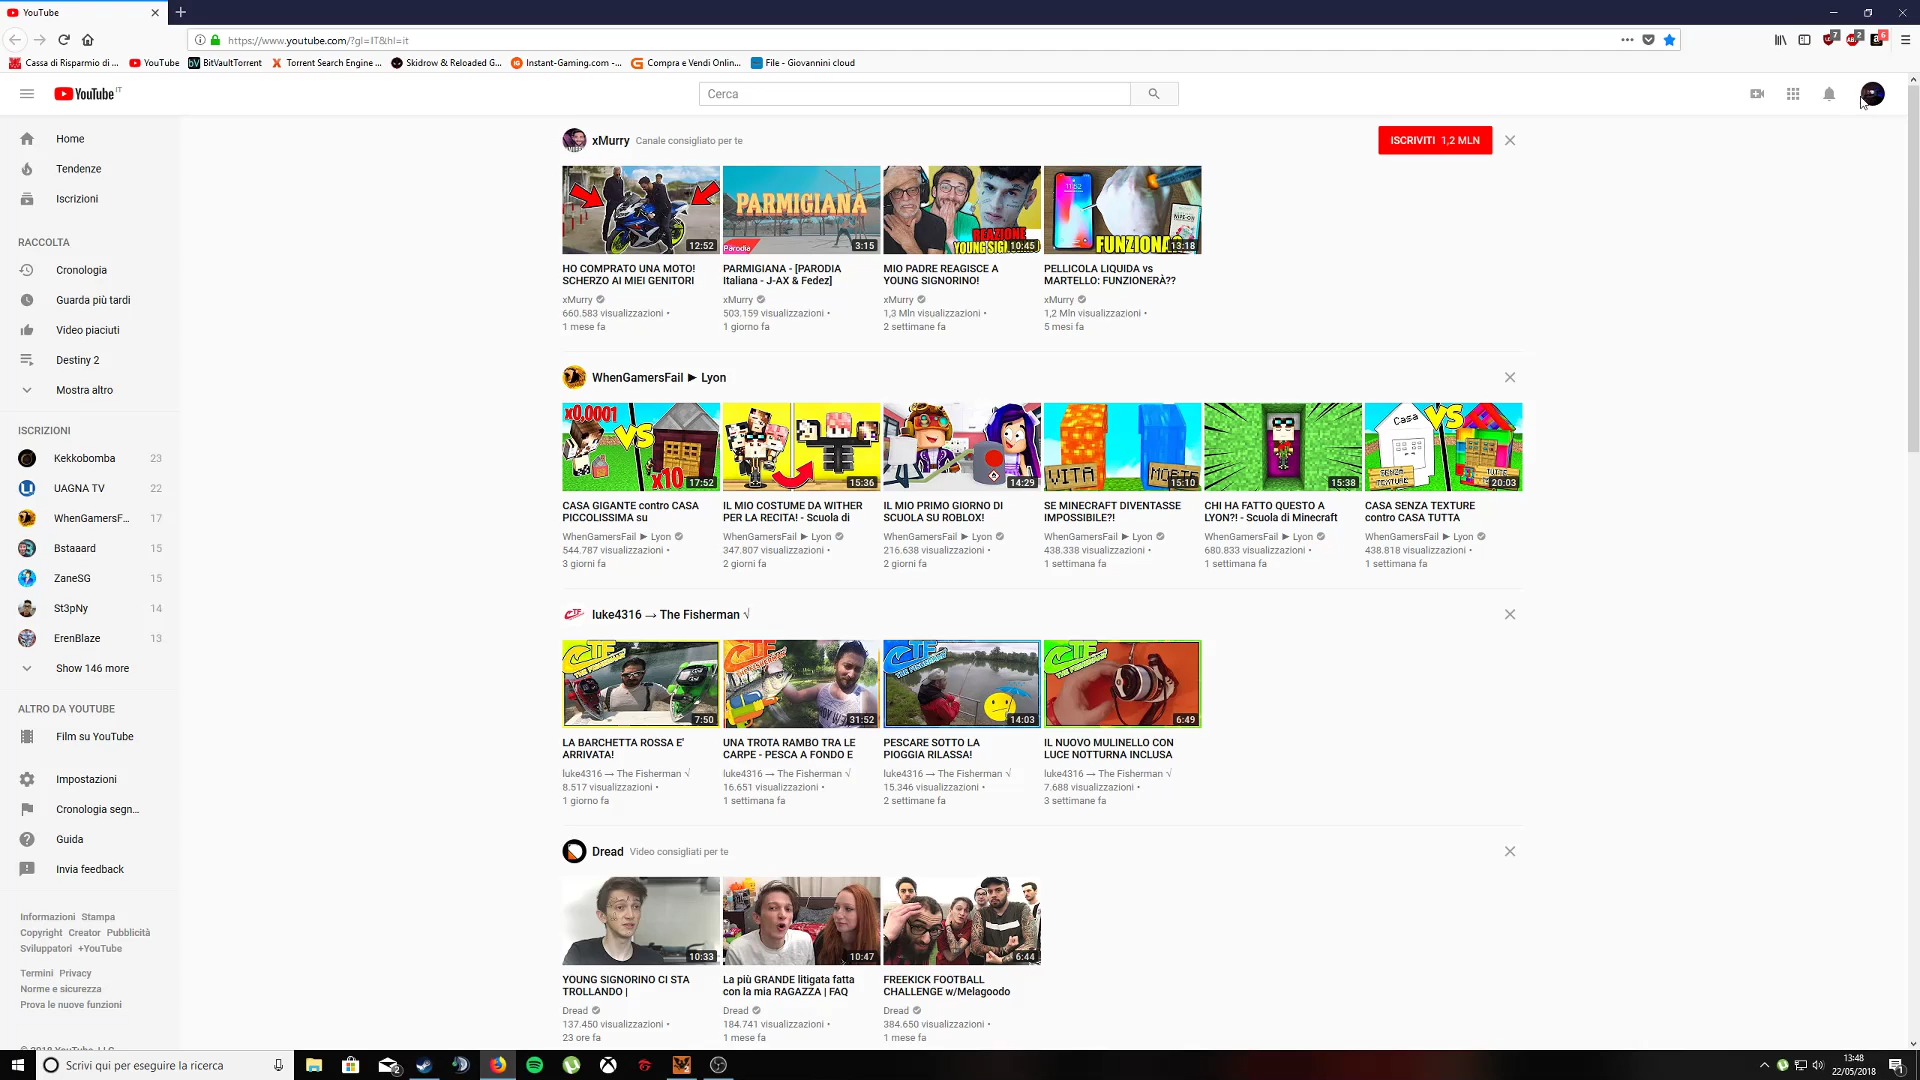 YouTube
https://www.youtube.com/?gl=IT&hl=it
7
2
6
Cassa di Risparmio di ...
YouTube
BitVaultTorrent
Torrent Search Engine ...
Skidrow & Reloaded G...
Instant-Gaming.com -...
Compra e Vendi Onlin...
File - Giovannini cloud
YouTube IT
Cerca
Home
Tendenze
Iscrizioni
RACCOLTA
Cronologia
Guarda più tardi
Video piaciuti
Destiny 2
Mostra altro
ISCRIZIONI
Kekkobomba 23
UAGNA TV 22
WhenGamersF... 17
Bstaaard 15
ZaneSG 15
St3pNy 14
ErenBlaze 13
Show 146 more
ALTRO DA YOUTUBE
Film su YouTube
Impostazioni
Cronologia segn...
Guida
Invia feedback
Informazioni Stampa
Copyright Creator Pubblicità
Sviluppatori +YouTube
Termini Privacy
Norme e sicurezza
Prova le nuove funzioni
© 2018 YouTube, LLC
xMurry Canale consigliato per te
ISCRIVITI 1,2 MLN
12:52
PARMIGIANA
Parodia
3:15
REAZIONE
10:45
11:52
FUNZIONA
13:18
HO COMPRATO UNA MOTO!
SCHERZO AI MIEI GENITORI
xMurry
660.583 visualizzazioni •
1 mese fa
PARMIGIANA - [PARODIA
Italiana - J-AX & Fedez]
xMurry
503.159 visualizzazioni •
1 giorno fa
MIO PADRE REAGISCE A
YOUNG SIGNORINO!
xMurry
1,3 Mln visualizzazioni •
2 settimane fa
PELLICOLA LIQUIDA vs
MARTELLO: FUNZIONERÀ??
xMurry
1,2 Mln visualizzazioni •
5 mesi fa
WhenGamersFail ► Lyon
x0,0001
VS
x10
17:52
15:36
14:29
VITA
MORTE
15:10
15:38
Casa
VS
SENZA
TEXTURE
TUTTE
20:03
CASA GIGANTE contro CASA
PICCOLISSIMA su
WhenGamersFail ► Lyon
544.787 visualizzazioni •
3 giorni fa
IL MIO COSTUME DA WITHER
PER LA RECITA! - Scuola di
WhenGamersFail ► Lyon
347.807 visualizzazioni •
2 giorni fa
IL MIO PRIMO GIORNO DI
SCUOLA SU ROBLOX!
WhenGamersFail ► Lyon
216.638 visualizzazioni •
2 giorni fa
SE MINECRAFT DIVENTASSE
IMPOSSIBILE?!
WhenGamersFail ► Lyon
438.338 visualizzazioni •
1 settimana fa
CHI HA FATTO QUESTO A
LYON?! - Scuola di Minecraft
WhenGamersFail ► Lyon
680.833 visualizzazioni •
1 settimana fa
CASA SENZA TEXTURE
contro CASA TUTTA
WhenGamersFail ► Lyon
438.818 visualizzazioni •
1 settimana fa
luke4316 → The Fisherman √
CTF
THE FISHERMAN
7:50
31:52
14:03
6:49
LA BARCHETTA ROSSA E'
ARRIVATA!
luke4316 → The Fisherman √
8.517 visualizzazioni •
1 giorno fa
UNA TROTA RAMBO TRA LE
CARPE - PESCA A FONDO E
luke4316 → The Fisherman √
16.651 visualizzazioni •
1 settimana fa
PESCARE SOTTO LA
PIOGGIA RILASSA!
luke4316 → The Fisherman √
15.346 visualizzazioni •
2 settimane fa
IL NUOVO MULINELLO CON
LUCE NOTTURNA INCLUSA
luke4316 → The Fisherman √
7.688 visualizzazioni •
3 settimane fa
Dread Video consigliati per te
10:33
10:47
6:44
YOUNG SIGNORINO CI STA
TROLLANDO |
Dread
137.450 visualizzazioni •
23 ore fa
La più GRANDE litigata fatta
con la mia RAGAZZA | FAQ
Dread
184.741 visualizzazioni •
1 mese fa
FREEKICK FOOTBALL
CHALLENGE w/Melagoodo
Dread
384.650 visualizzazioni •
1 mese fa
Scrivi qui per eseguire la ricerca
2
13:48
22/05/2018
1